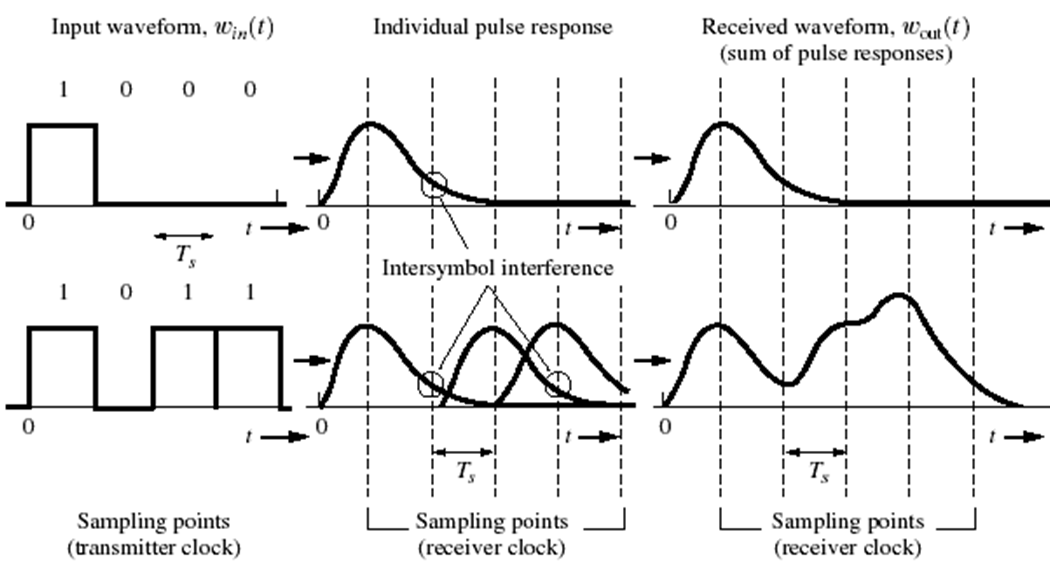 Input waveform, w_in(t)
Individual pulse response
Received waveform, w_out(t)
(sum of pulse responses)
1 0 0 0
0 t
T_s
0 t
0 t
Intersymbol interference
1 0 1 1
0 t
0 t
T_s
0 t
T_s
Sampling points
(transmitter clock)
Sampling points
(receiver clock)
Sampling points
(receiver clock)